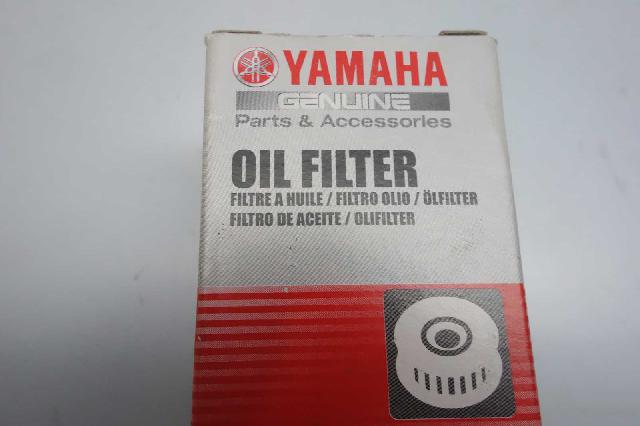 YAMAHA
GENUINE
Parts & Accessories
OIL FILTER
FILTRE A HUILE / FILTRO OLIO / ÖLFILTER
FILTRO DE ACEITE / OLIFILTER